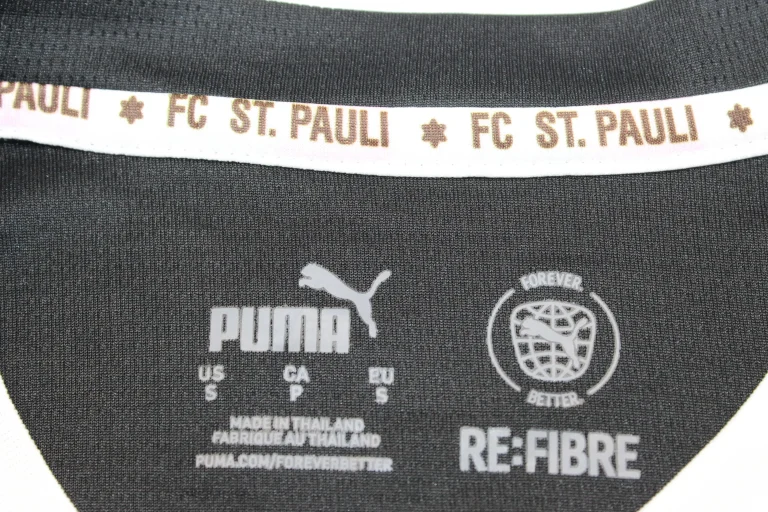 PAULI * FC ST. PAULI * FC ST. PAULI *
PUMA
US CA EU
S P S
MADE IN THAILAND
FABRIQUE AU THAILAND
PUMA.COM/FOREVERBETTER
FOREVER.
BETTER.
RE:FIBRE